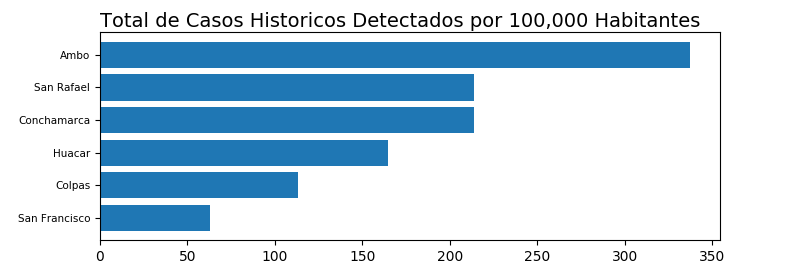 Total de Casos Historicos Detectados por 100,000 Habitantes
Ambo
San Rafael
Conchamarca
Huacar
Colpas
San Francisco
0 50 100 150 200 250 300 350